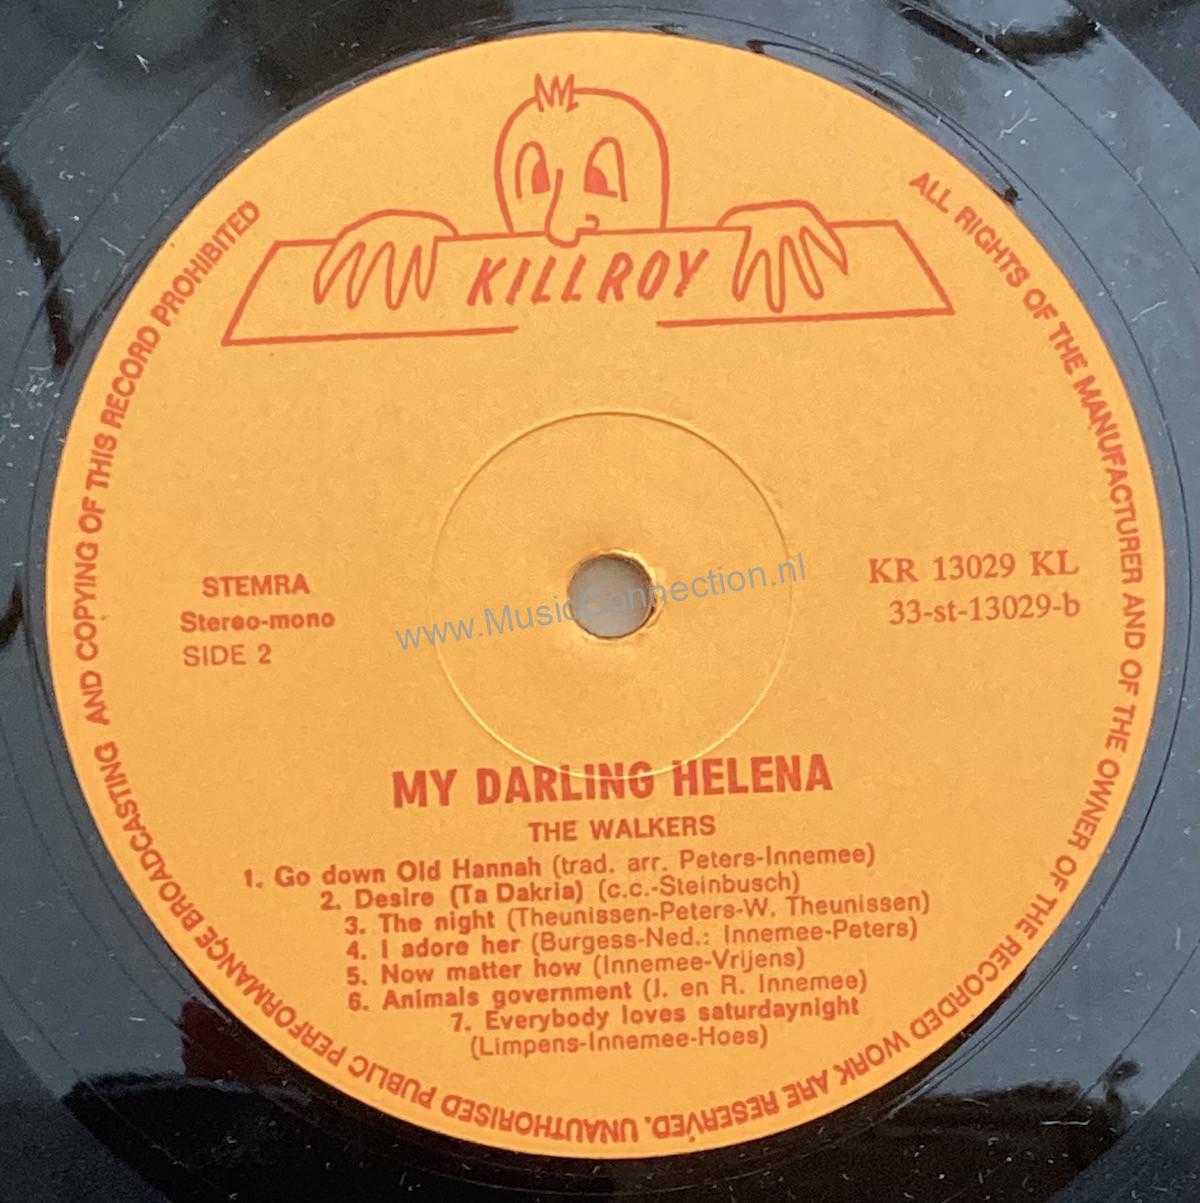 KILLROY
ALL RIGHTS OF THE MANUFACTURER AND OF THE OWNER OF THE RECORDED WORK ARE RESERVED. UNAUTHORISED PUBLIC PERFORMANCE BROADCASTING AND COPYING OF THIS RECORD PROHIBITED
STEMRA
Stereo-mono
SIDE 2
KR 13029 KL
33-st-13029-b
www.MusicConnection.nl
MY DARLING HELENA
THE WALKERS
1. Go down Old Hannah (trad. arr. Peters-Innemee)
2. Desire (Ta Dakria) (c.c.-Steinbusch)
3. The night (Theunissen-Peters-W. Theunissen)
4. I adore her (Burgess-Ned.: Innemee-Peters)
5. Now matter how (Innemee-Vrijens)
6. Animals government (J. en R. Innemee)
7. Everybody loves saturdaynight
(Limpens-Innemee-Hoes)